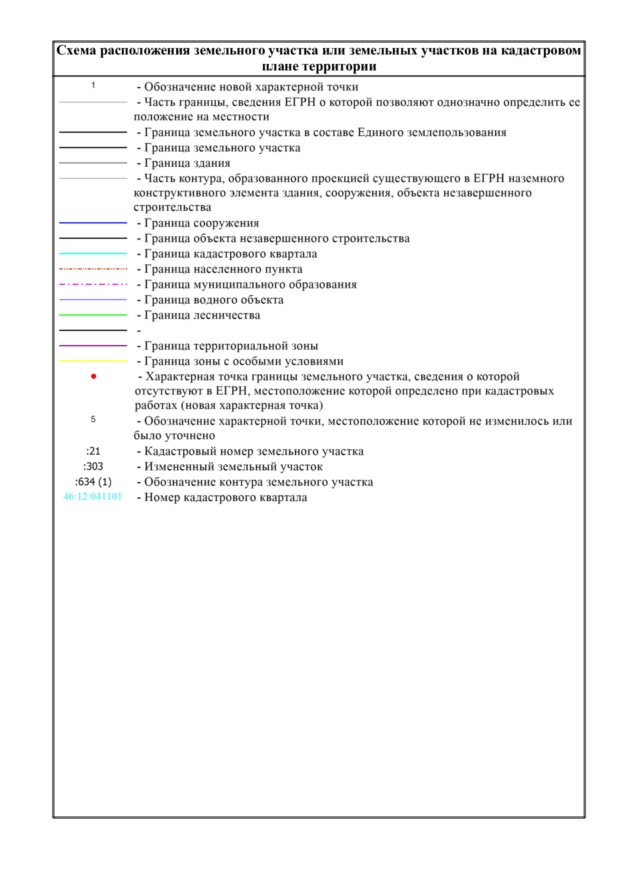 Схема расположения земельного участка или земельных участков на кадастровом
плане территории
1 - Обозначение новой характерной точки
- Часть границы, сведения ЕГРН о которой позволяют однозначно определить ее
положение на местности
- Граница земельного участка в составе Единого землепользования
- Граница земельного участка
- Граница здания
- Часть контура, образованного проекцией существующего в ЕГРН наземного
конструктивного элемента здания, сооружения, объекта незавершенного
строительства
- Граница сооружения
- Граница объекта незавершенного строительства
- Граница кадастрового квартала
- Граница населенного пункта
- Граница муниципального образования
- Граница водного объекта
- Граница лесничества
-
- Граница территориальной зоны
- Граница зоны с особыми условиями
- Характерная точка границы земельного участка, сведения о которой
отсутствуют в ЕГРН, местоположение которой определено при кадастровых
работах (новая характерная точка)
5 - Обозначение характерной точки, местоположение которой не изменилось или
было уточнено
:21 - Кадастровый номер земельного участка
:303 - Измененный земельный участок
:634 (1) - Обозначение контура земельного участка
46:12:041101 - Номер кадастрового квартала